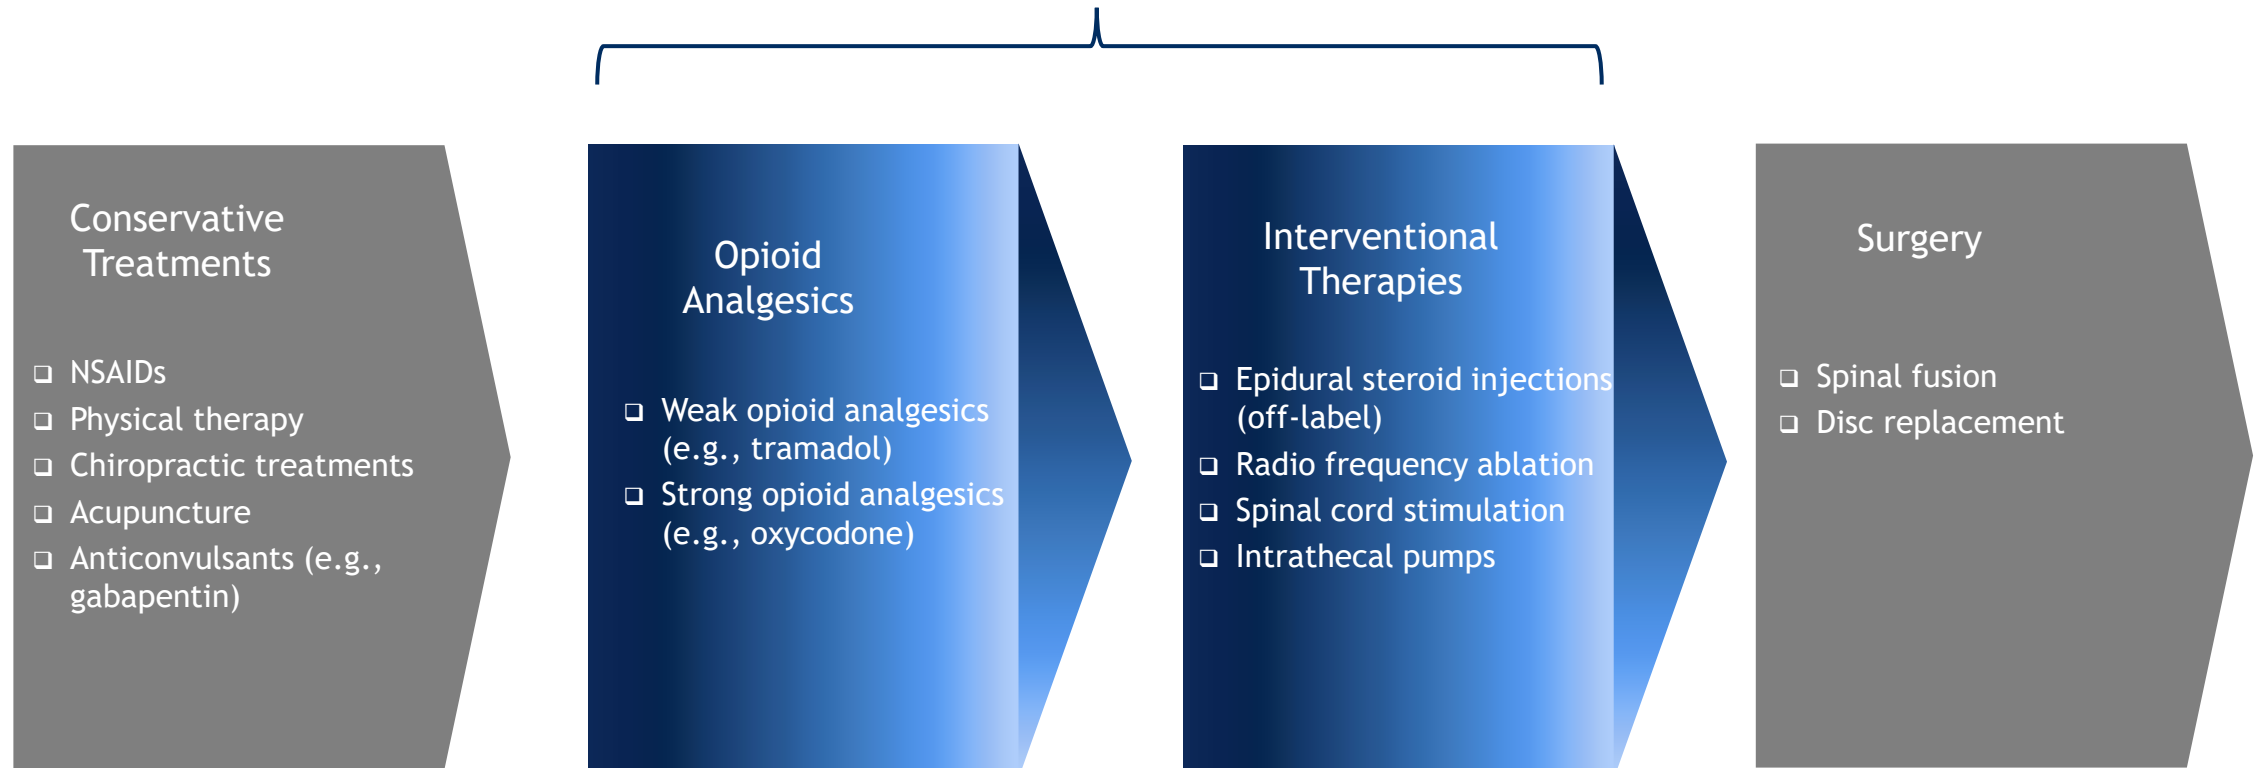 Conservative
Treatments
❑ NSAIDs
❑ Physical therapy
❑ Chiropractic treatments
❑ Acupuncture
❑ Anticonvulsants (e.g.,
gabapentin)
Opioid
Analgesics
❑ Weak opioid analgesics
(e.g., tramadol)
❑ Strong opioid analgesics
(e.g., oxycodone)
Interventional
Therapies
❑ Epidural steroid injections
(off-label)
❑ Radio frequency ablation
❑ Spinal cord stimulation
❑ Intrathecal pumps
Surgery
❑ Spinal fusion
❑ Disc replacement